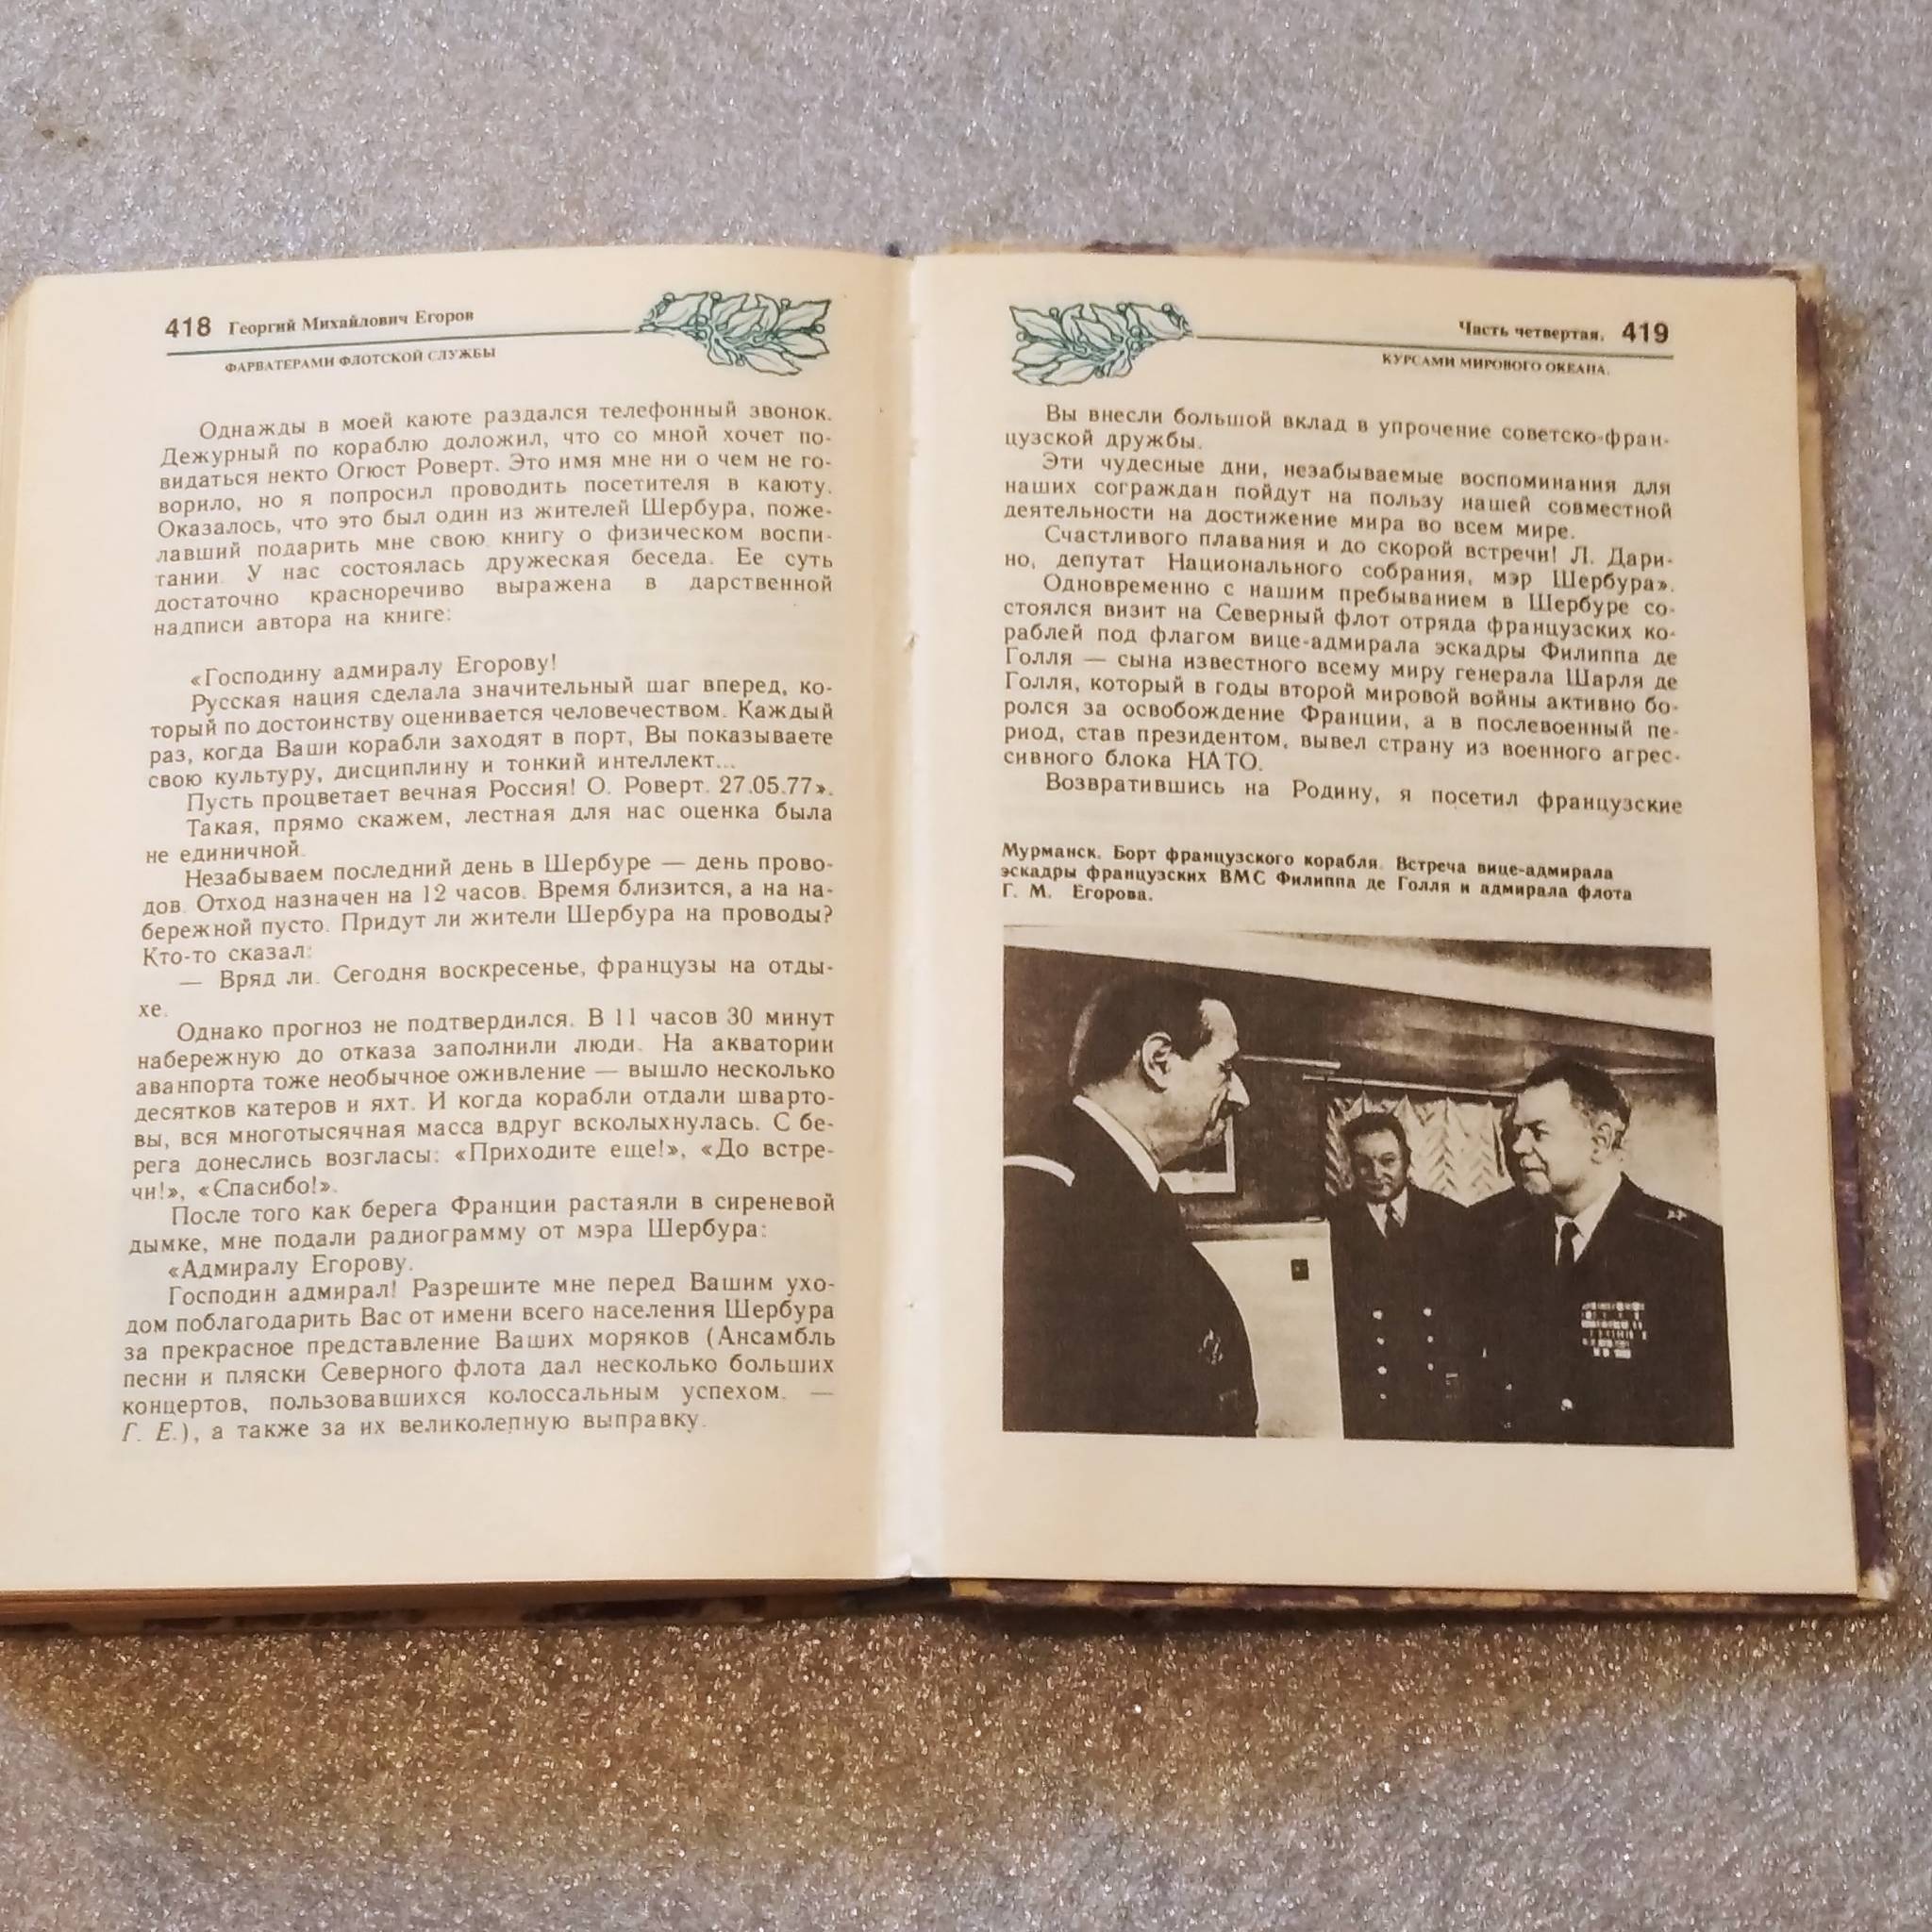 418 Георгий Михайлович Егоров
ФАРВАТЕРАМИ ФЛОТСКОЙ СЛУЖБЫ
Однажды в моей каюте раздался телефонный звонок.
Дежурный по кораблю доложил, что со мной хочет по-
видаться некто Огюст Роверт. Это имя мне ни о чем не го-
ворило, но я попросил проводить посетителя в каюту.
Оказалось, что это был один из жителей Шербура, поже-
лавший подарить мне свою книгу о физическом воспи-
тании. У нас состоялась дружеская беседа. Ее суть
достаточно красноречиво выражена в дарственной
надписи автора на книге:
«Господину адмиралу Егорову!
Русская нация сделала значительный шаг вперед, ко-
торый по достоинству оценивается человечеством. Каждый
раз, когда Ваши корабли заходят в порт, Вы показываете
свою культуру, дисциплину и тонкий интеллект...
Пусть процветает вечная Россия! О. Роверт. 27.05.77».
Такая, прямо скажем, лестная для нас оценка была
не единичной.
Незабываем последний день в Шербуре — день прово-
дов. Отход назначен на 12 часов. Время близится, а на на-
бережной пусто. Придут ли жители Шербура на проводы?
Кто-то сказал:
— Вряд ли. Сегодня воскресенье, французы на отды-
хе.
Однако прогноз не подтвердился. В 11 часов 30 минут
набережную до отказа заполнили люди. На акватории
аванпорта тоже необычное оживление — вышло несколько
десятков катеров и яхт. И когда корабли отдали шварто-
вы, вся многотысячная масса вдруг всколыхнулась. С бе-
рега донеслись возгласы: «Приходите еще!», «До встре-
чи!», «Спасибо!».
После того как берега Франции растаяли в сиреневой
дымке, мне подали радиограмму от мэра Шербура:
«Адмиралу Егорову.
Господин адмирал! Разрешите мне перед Вашим ухо-
дом поблагодарить Вас от имени всего населения Шербура
за прекрасное представление Ваших моряков (Ансамбль
песни и пляски Северного флота дал несколько больших
концертов, пользовавшихся колоссальным успехом. —
Г. Е.), а также за их великолепную выправку.
Часть четвертая. 419
КУРСАМИ МИРОВОГО ОКЕАНА.
Вы внесли большой вклад в упрочение советско-фран-
цузской дружбы.
Эти чудесные дни, незабываемые воспоминания для
наших сограждан пойдут на пользу нашей совместной
деятельности на достижение мира во всем мире.
Счастливого плавания и до скорой встречи! Л. Дари-
но, депутат Национального собрания, мэр Шербура».
Одновременно с нашим пребыванием в Шербуре со-
стоялся визит на Северный флот отряда французских ко-
раблей под флагом вице-адмирала эскадры Филиппа де
Голля — сына известного всему миру генерала Шарля де
Голля, который в годы второй мировой войны активно бо-
ролся за освобождение Франции, а в послевоенный пе-
риод, став президентом, вывел страну из военного агрес-
сивного блока НАТО.
Возвратившись на Родину, я посетил французские
Мурманск. Борт французского корабля. Встреча вице-адмирала
эскадры французских ВМС Филиппа де Голля и адмирала флота
Г. М. Егорова.